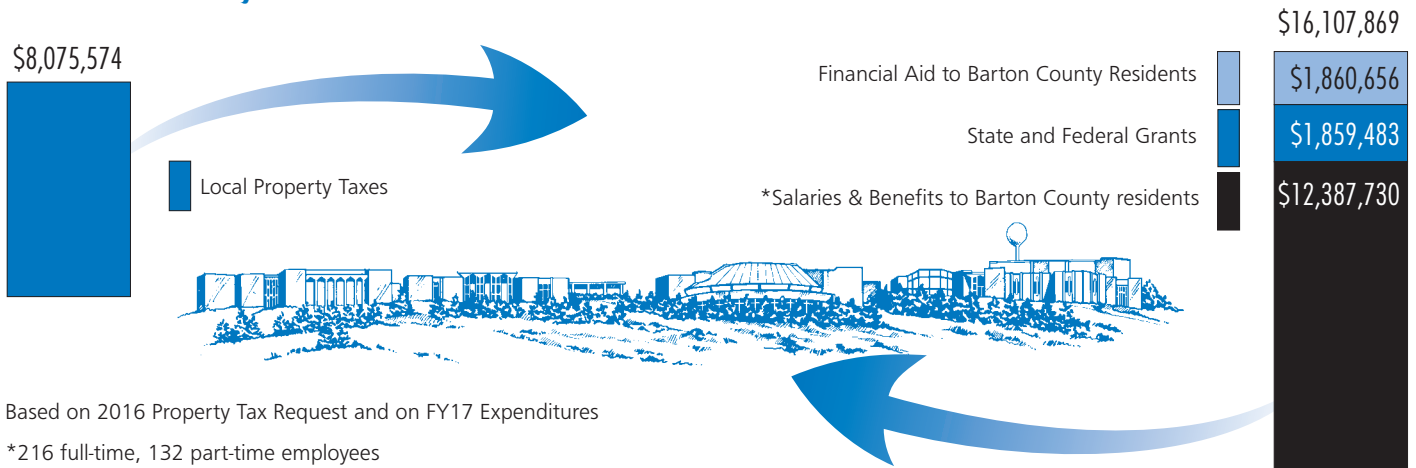 $8,075,574
Local Property Taxes
$16,107,869
Financial Aid to Barton County Residents
$1,860,656
State and Federal Grants
$1,859,483
*Salaries & Benefits to Barton County residents
$12,387,730
Based on 2016 Property Tax Request and on FY17 Expenditures
*216 full-time, 132 part-time employees